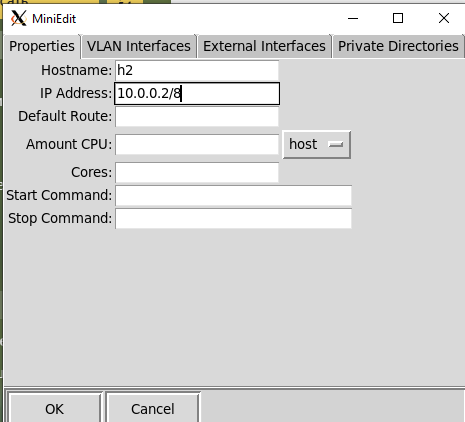 MiniEdit
Properties VLAN Interfaces External Interfaces Private Directories
Hostname: h2
IP Address: 10.0.0.2/8
Default Route:
Amount CPU: host
Cores:
Start Command:
Stop Command:
OK Cancel